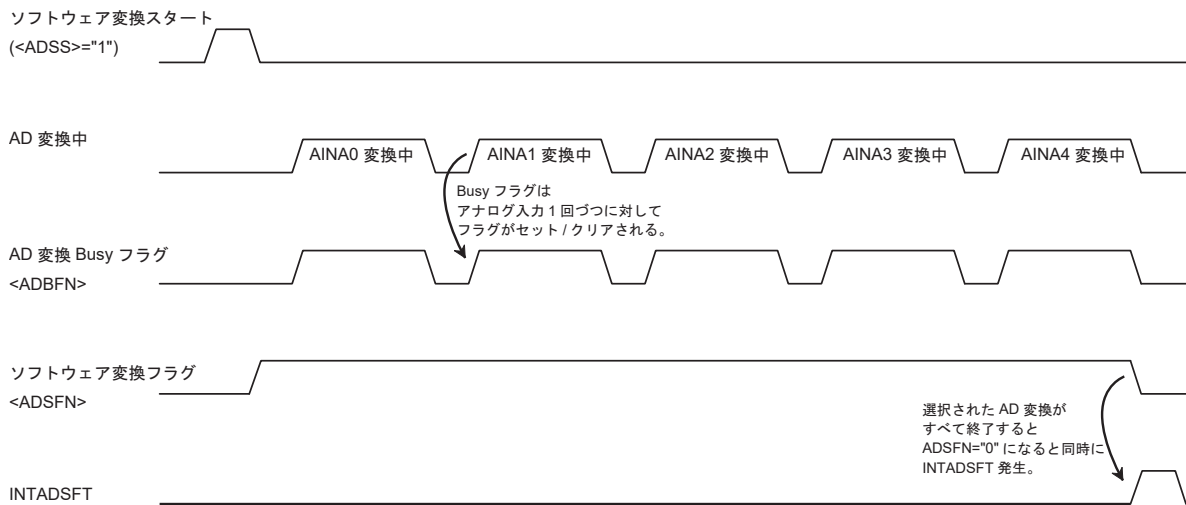 ソフトウェア変換スタート
(<ADSS>="1")
AD 変換中
AINA0 変換中
AINA1 変換中
AINA2 変換中
AINA3 変換中
AINA4 変換中
Busy フラグは
アナログ入力 1 回づつに対して
フラグがセット / クリアされる。
AD 変換 Busy フラグ
<ADBFN>
ソフトウェア変換フラグ
<ADSFN>
選択された AD 変換が
すべて終了すると
ADSFN="0" になると同時に
INTADSFT 発生。
INTADSFT